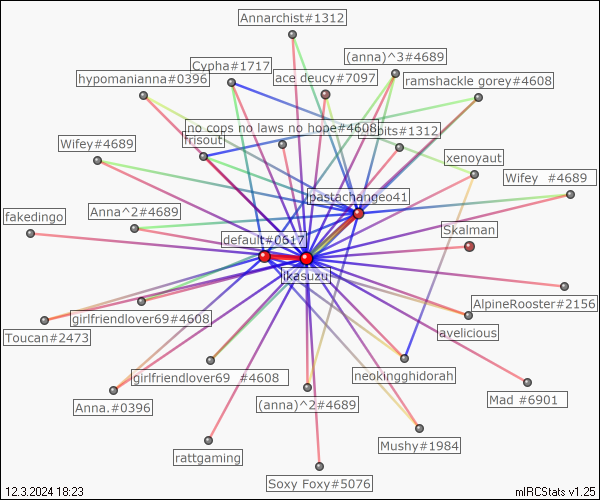 Annarchist#1312
(anna)^3#4689
Cypha#1717
ace deucy#7097
hypomanianna#0396
ramshackle gorey#4608
no cops no laws no hope#4608
frisout
Wifey#4689
xenoyaut
Wifey #4689
pastachangeo41
Anna^2#4689
fakedingo
Skalman
default#0617
ikasuzu
AlpineRooster#2156
girlfriendlover69#4608
Toucan#2473
avelicious
girlfriendlover69 #4608
neokingghidorah
Anna.#0396
(anna)^2#4689
Mad #6901
Mushy#1984
rattgaming
Soxy Foxy#5076
12.3.2024 18:23
mIRCStats v1.25